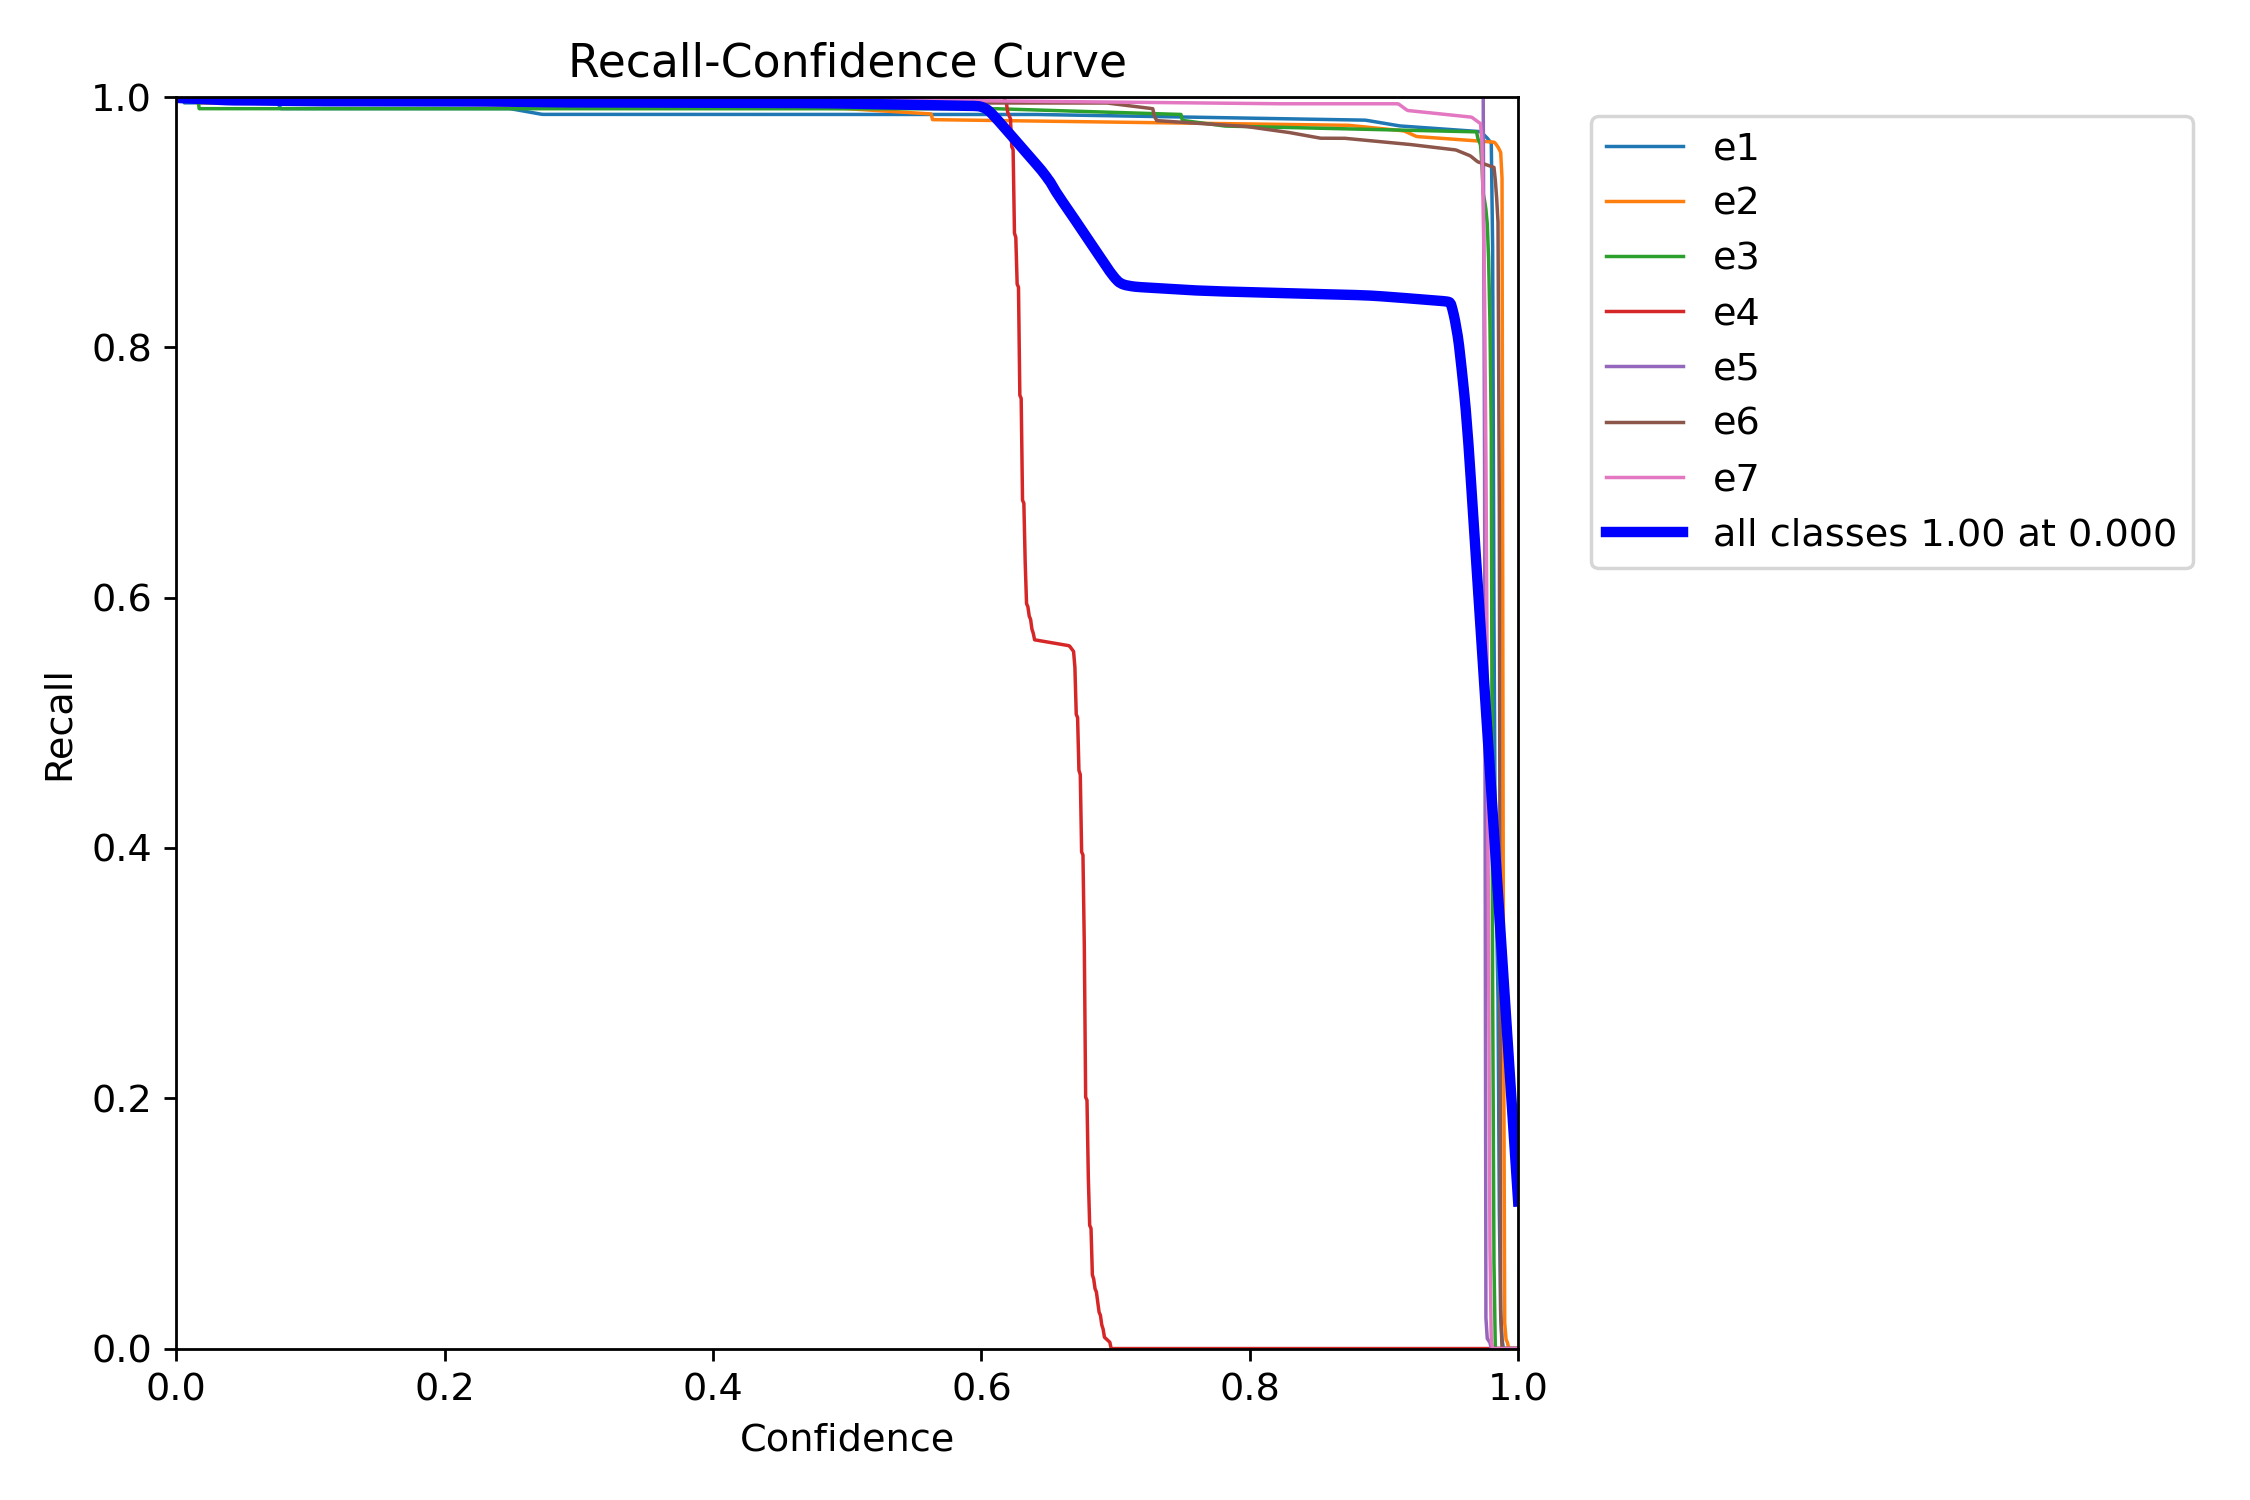 Recall-Confidence Curve
1.0
0.8
0.6
0.4
0.2
0.0
Recall
0.0 0.2 0.4 0.6 0.8 1.0
Confidence
e1
e2
e3
e4
e5
e6
e7
all classes 1.00 at 0.000